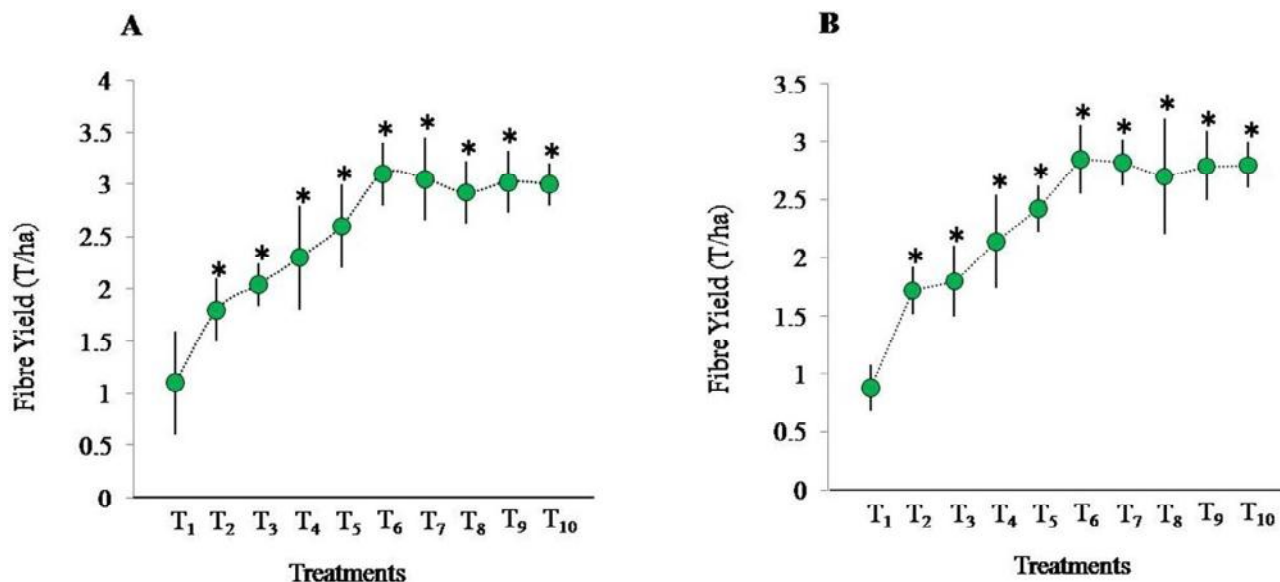 A
Fibre Yield (T/ha)
4
3.5
3
2.5
2
1.5
1
0.5
0
* * * * * * * * *
T1 T2 T3 T4 T5 T6 T7 T8 T9 T10
Treatments
B
Fibre Yield (T/ha)
3.5
3
2.5
2
1.5
1
0.5
0
* * * * * * * * *
T1 T2 T3 T4 T5 T6 T7 T8 T9 T10
Treatments